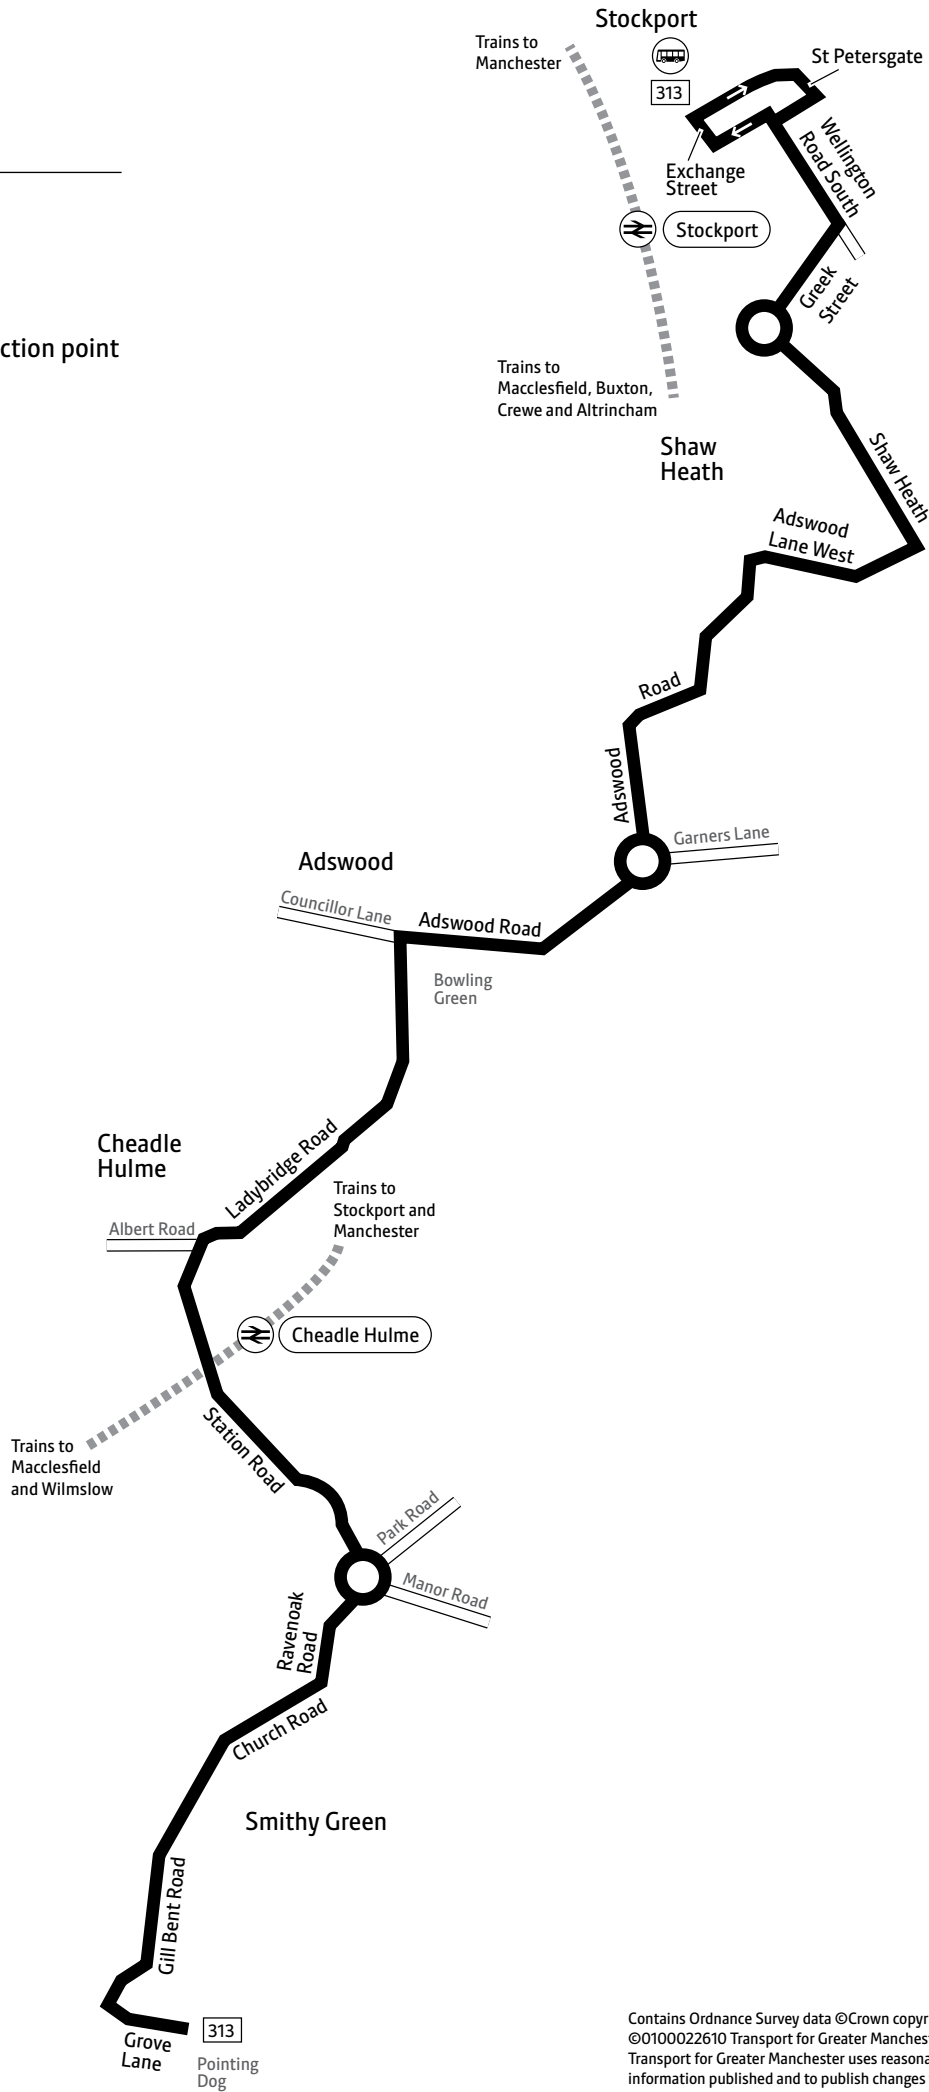 Stockport
Trains to
Manchester
313
St Petersgate
Wellington
Road South
Exchange
Street
Stockport
Greek
Street
ction point
Trains to
Macclesfield, Buxton,
Crewe and Altrincham
Shaw
Heath
Shaw Heath
Adswood
Lane West
Road
Adswood
Garners Lane
Adswood
Councillor Lane
Adswood Road
Bowling
Green
Cheadle
Hulme
Ladybridge Road
Trains to
Stockport and
Manchester
Albert Road
Cheadle Hulme
Station Road
Trains to
Macclesfield
and Wilmslow
Park Road
Manor Road
Ravenoak
Road
Church Road
Smithy Green
Gill Bent Road
313
Grove
Lane
Pointing
Dog
Contains Ordnance Survey data ©Crown copyr
©0100022610 Transport for Greater Manches
Transport for Greater Manchester uses reasona
information published and to publish changes